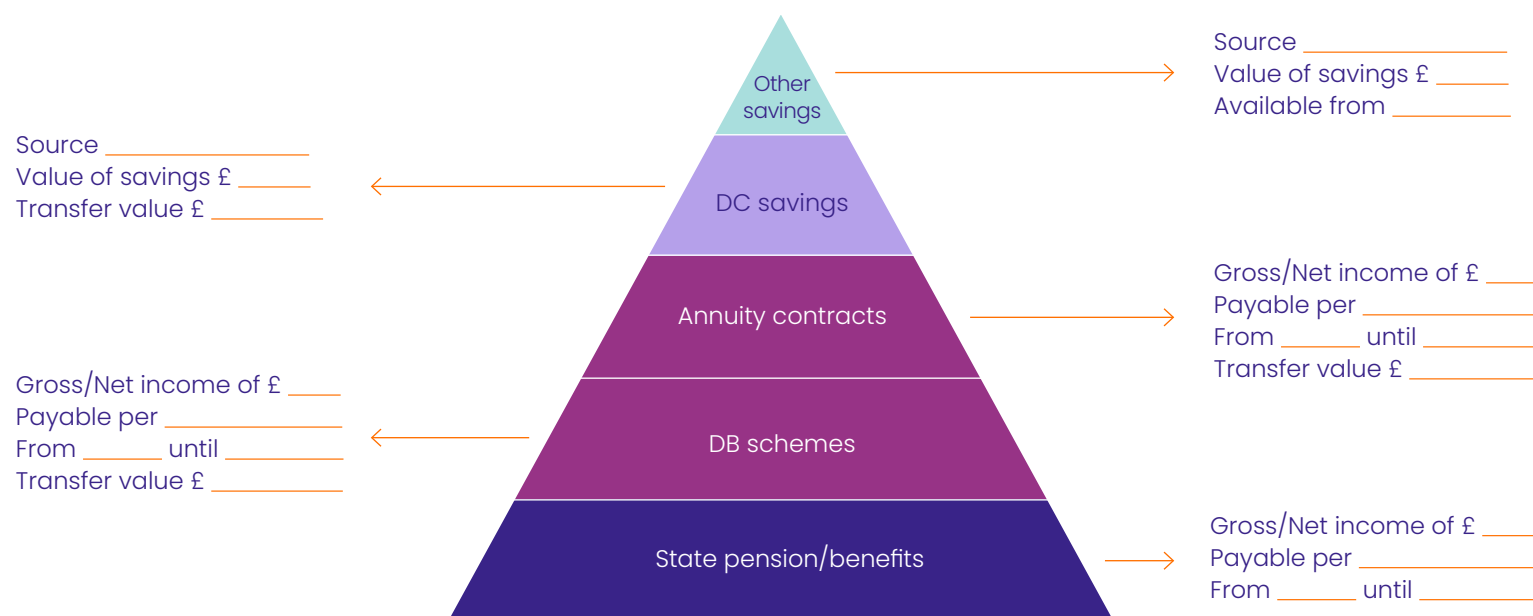 Other
savings
Source
Value of savings £
Available from
Source
Value of savings £
Transfer value £
DC savings
Annuity contracts
Gross/Net income of £
Payable per
From until
Transfer value £
Gross/Net income of £
Payable per
From until
Transfer value £
DB schemes
State pension/benefits
Gross/Net income of £
Payable per
From until